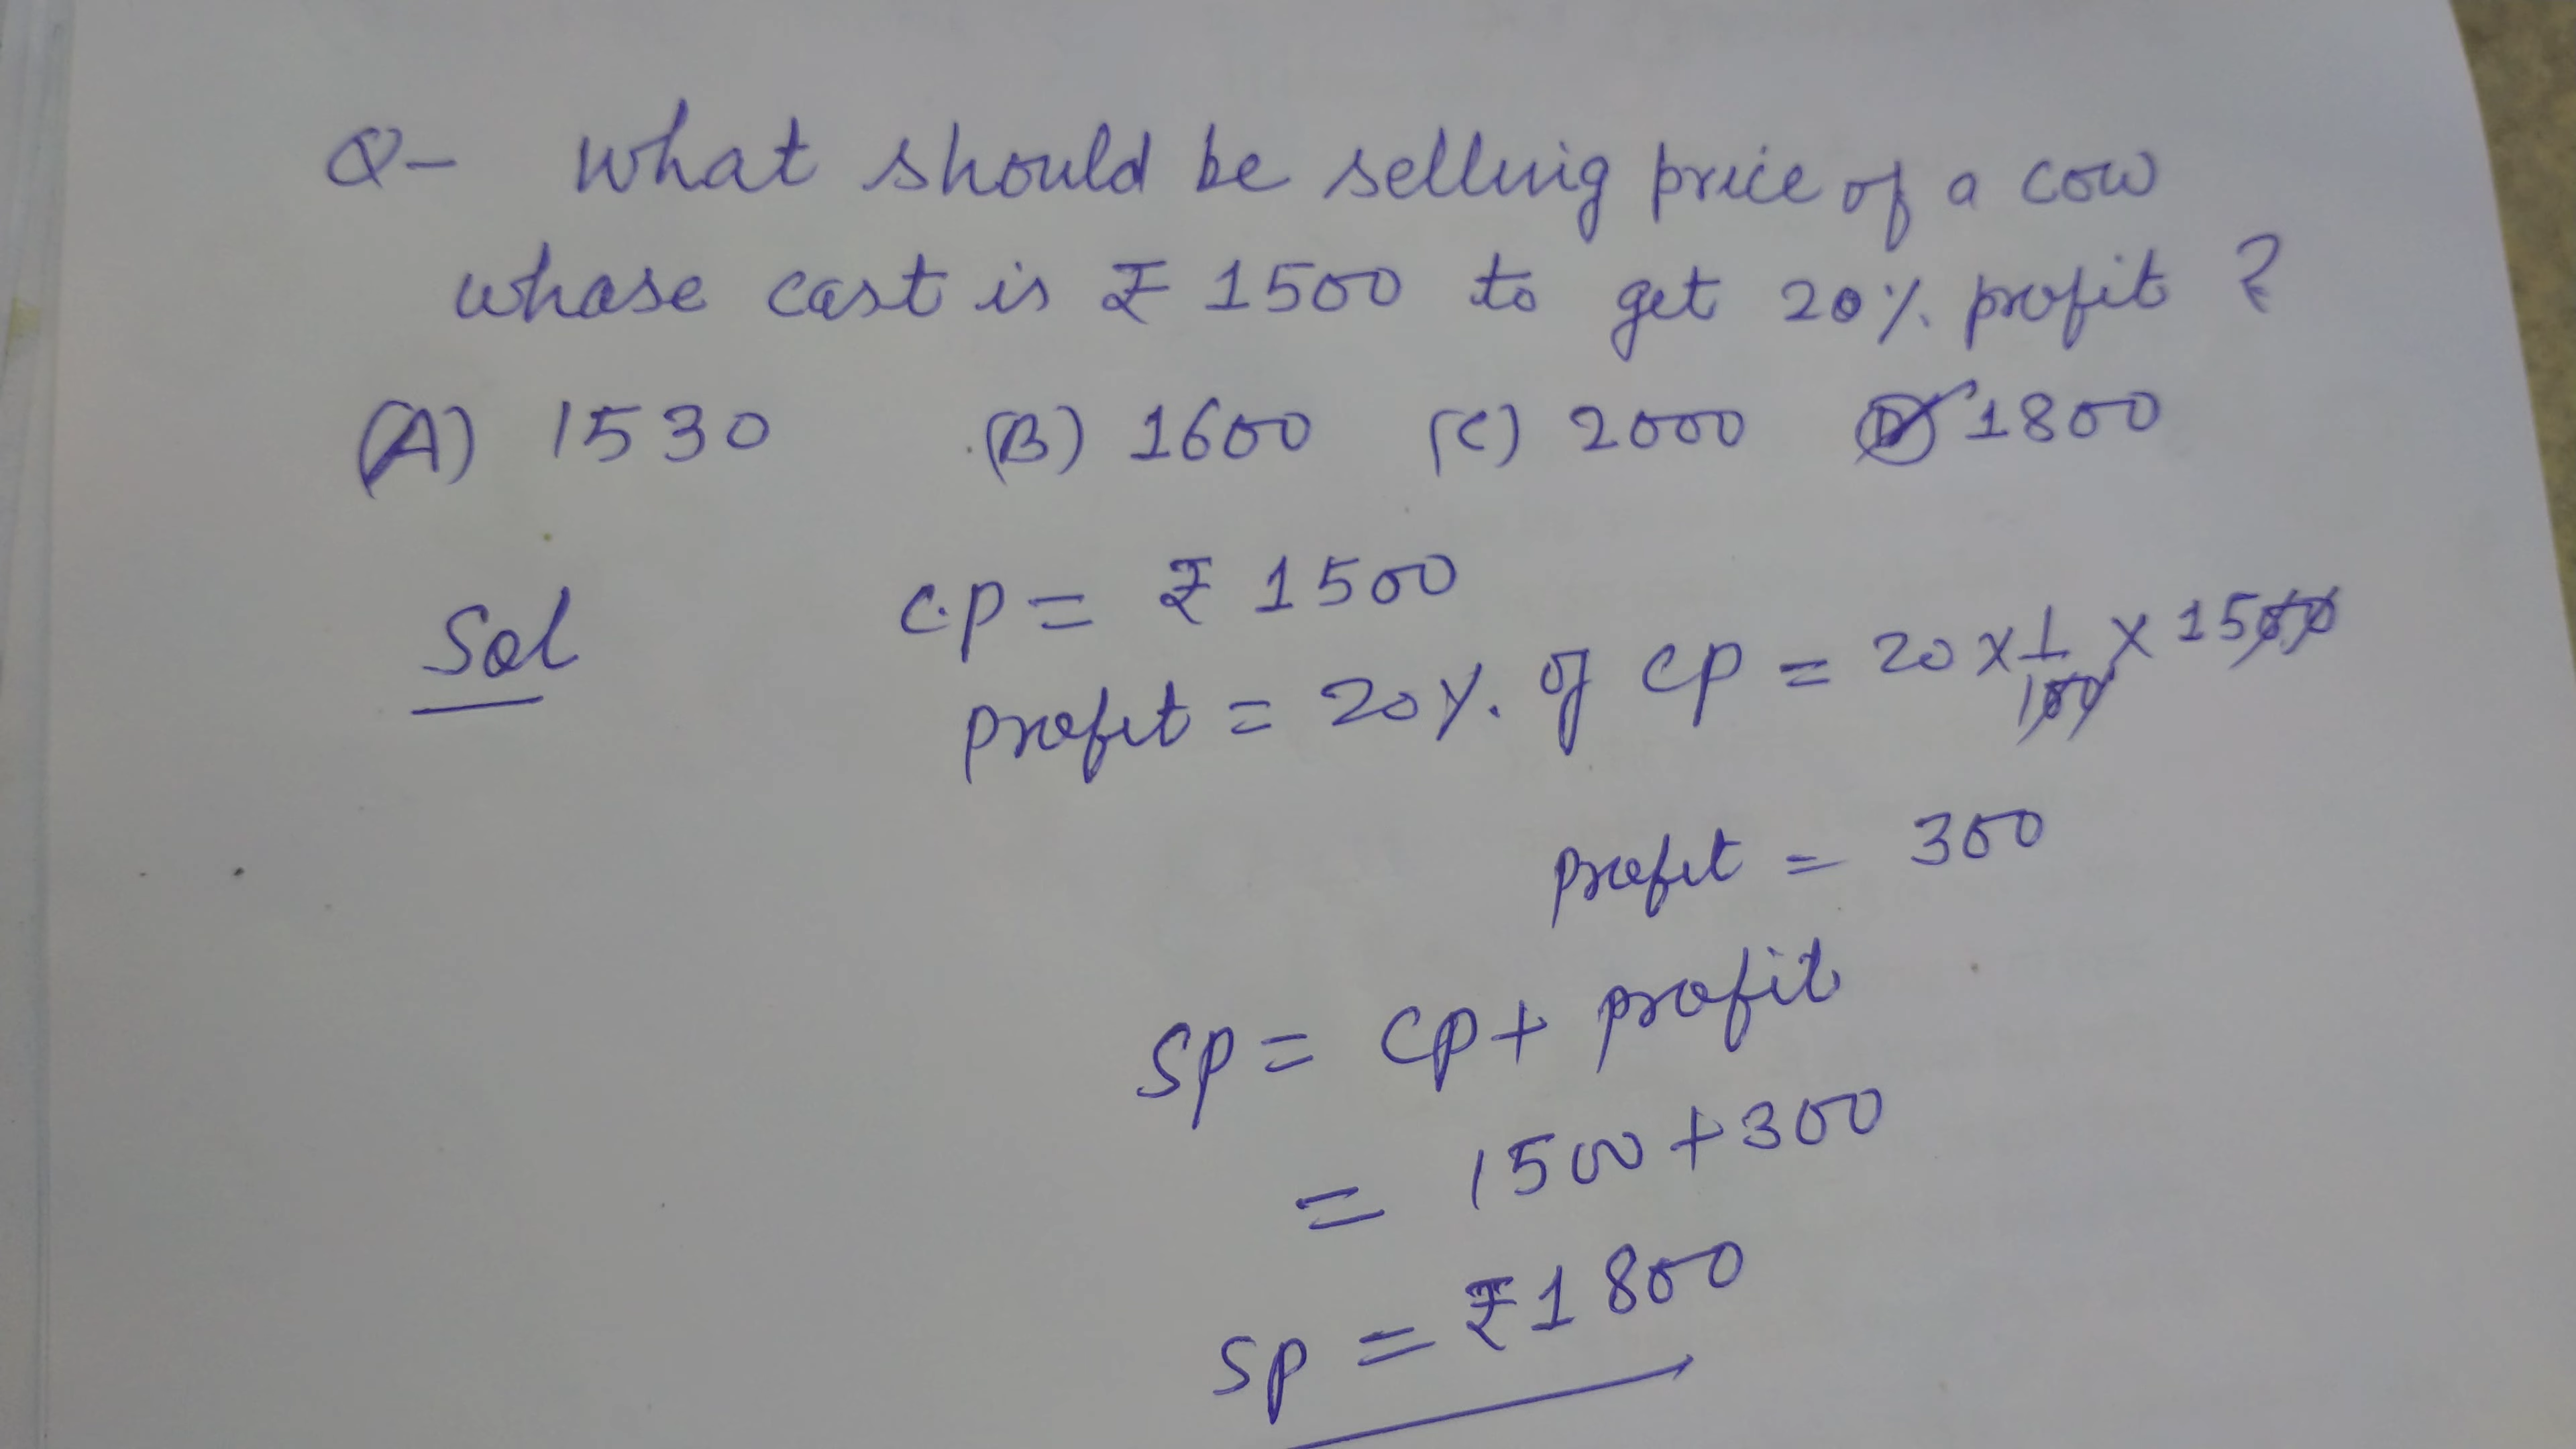 Q- What should be selling price of a cow
whose cost is ₹ 1500 to get 20% profit ?
(A) 1530 (B) 1600 (C) 2000 (D) 1800
Sol C.P = ₹ 1500
Profit = 20% of CP = 20 × 1/100 × 1500
Profit = 300
SP = CP + profit
= 1500 + 300
SP = ₹ 1800